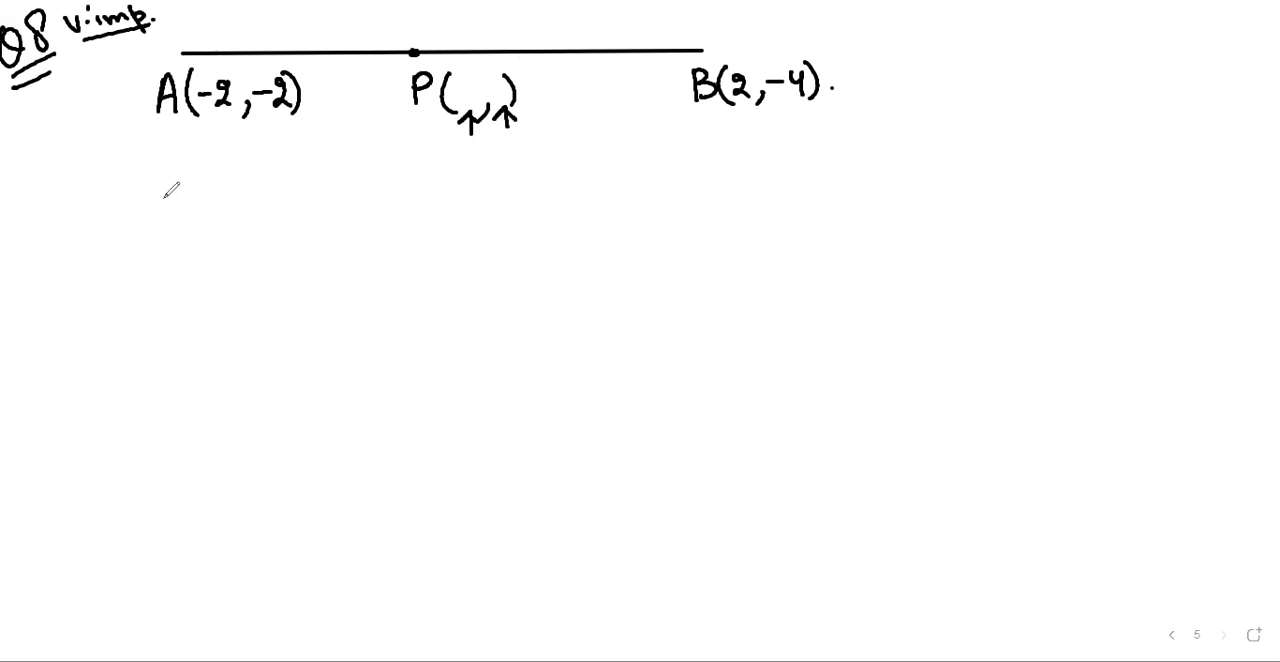 Q8 v.imp.
A(-2,-2) P( , ) B(2,-4).
5